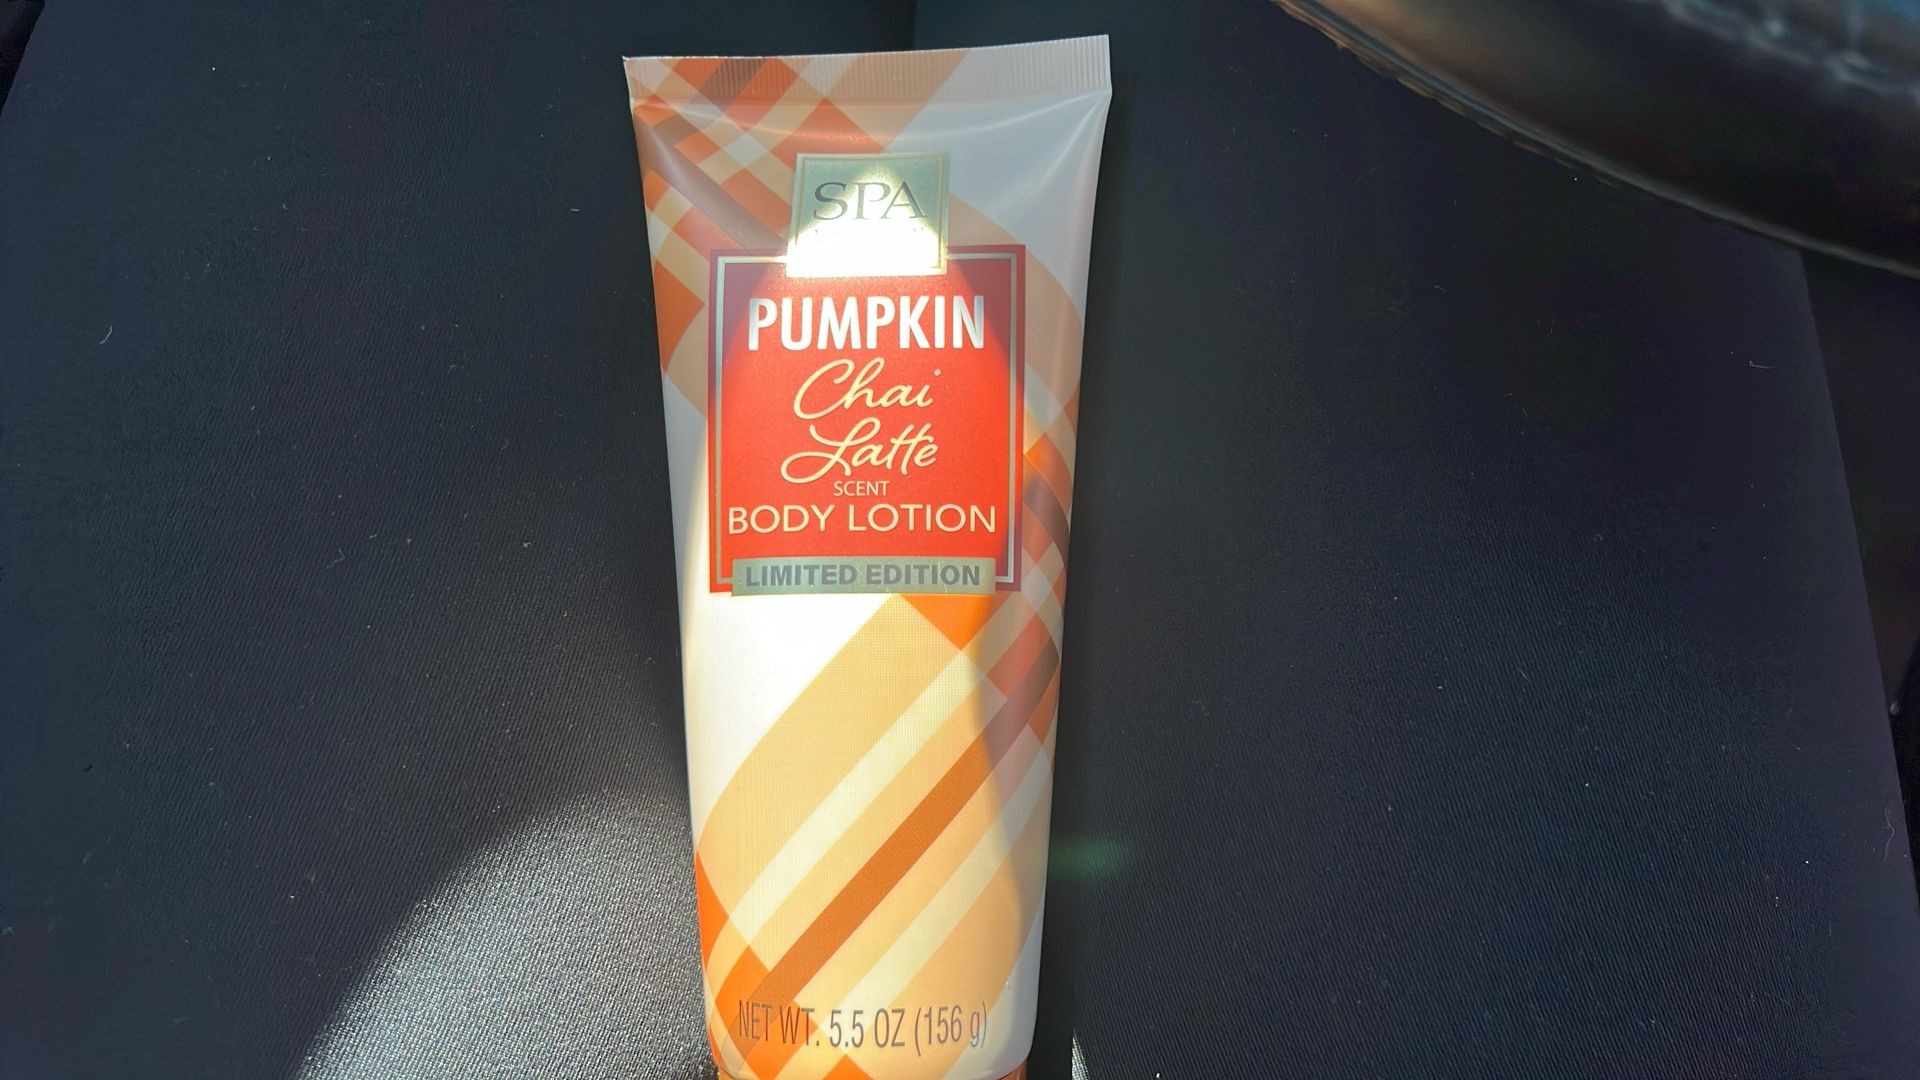 SPA
PUMPKIN
Chai
Latte
SCENT
BODY LOTION
LIMITED EDITION
NET WT. 5.5 OZ (156 g)